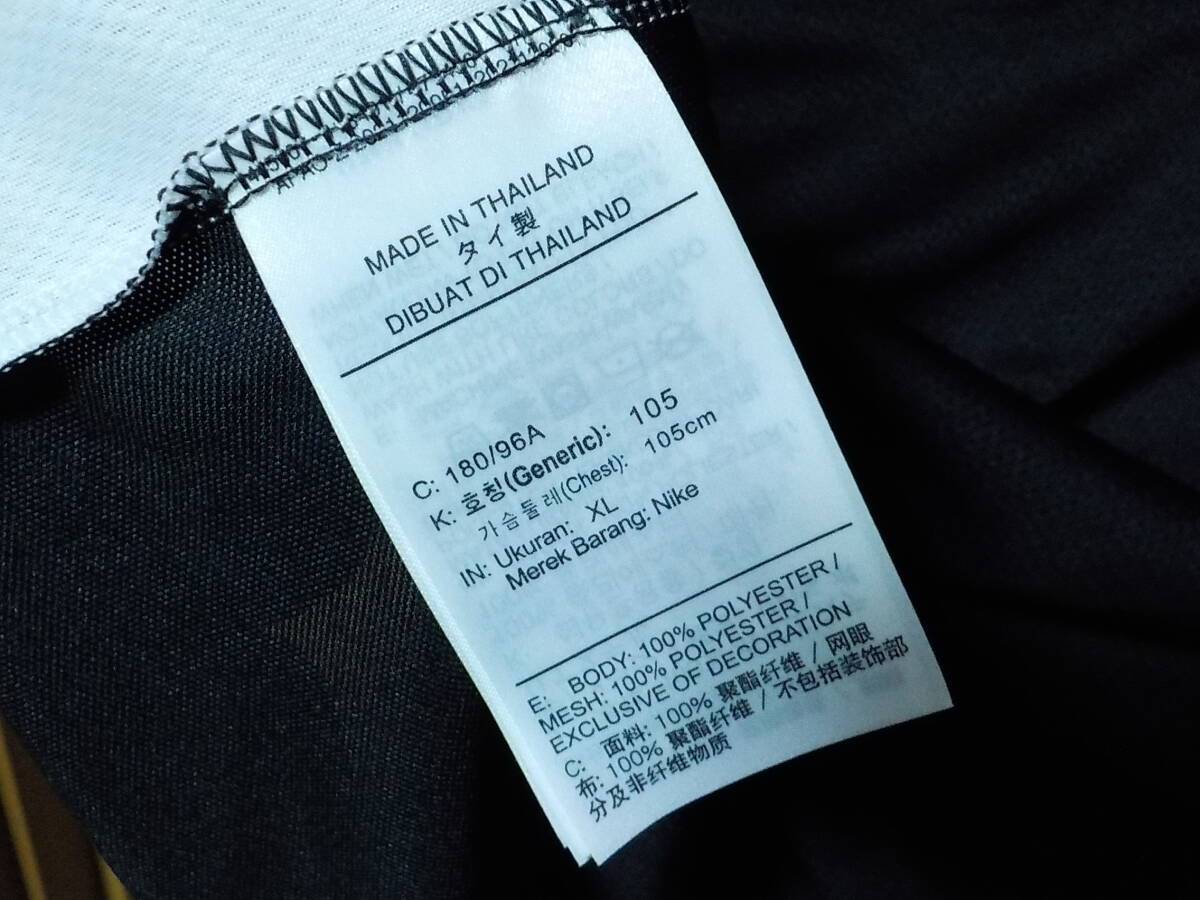 MADE IN THAILAND
タイ製
DIBUAT DI THAILAND
C: 180/96A
K: 호칭(Generic): 105
가슴둘레(Chest): 105cm
IN: Ukuran: XL
Merek Barang: Nike
E: BODY: 100% POLYESTER /
MESH: 100% POLYESTER /
EXCLUSIVE OF DECORATION
C: 面料: 100% 聚酯纤维 / 网眼
布: 100% 聚酯纤维 / 不包括装饰部
分及非纤维物质